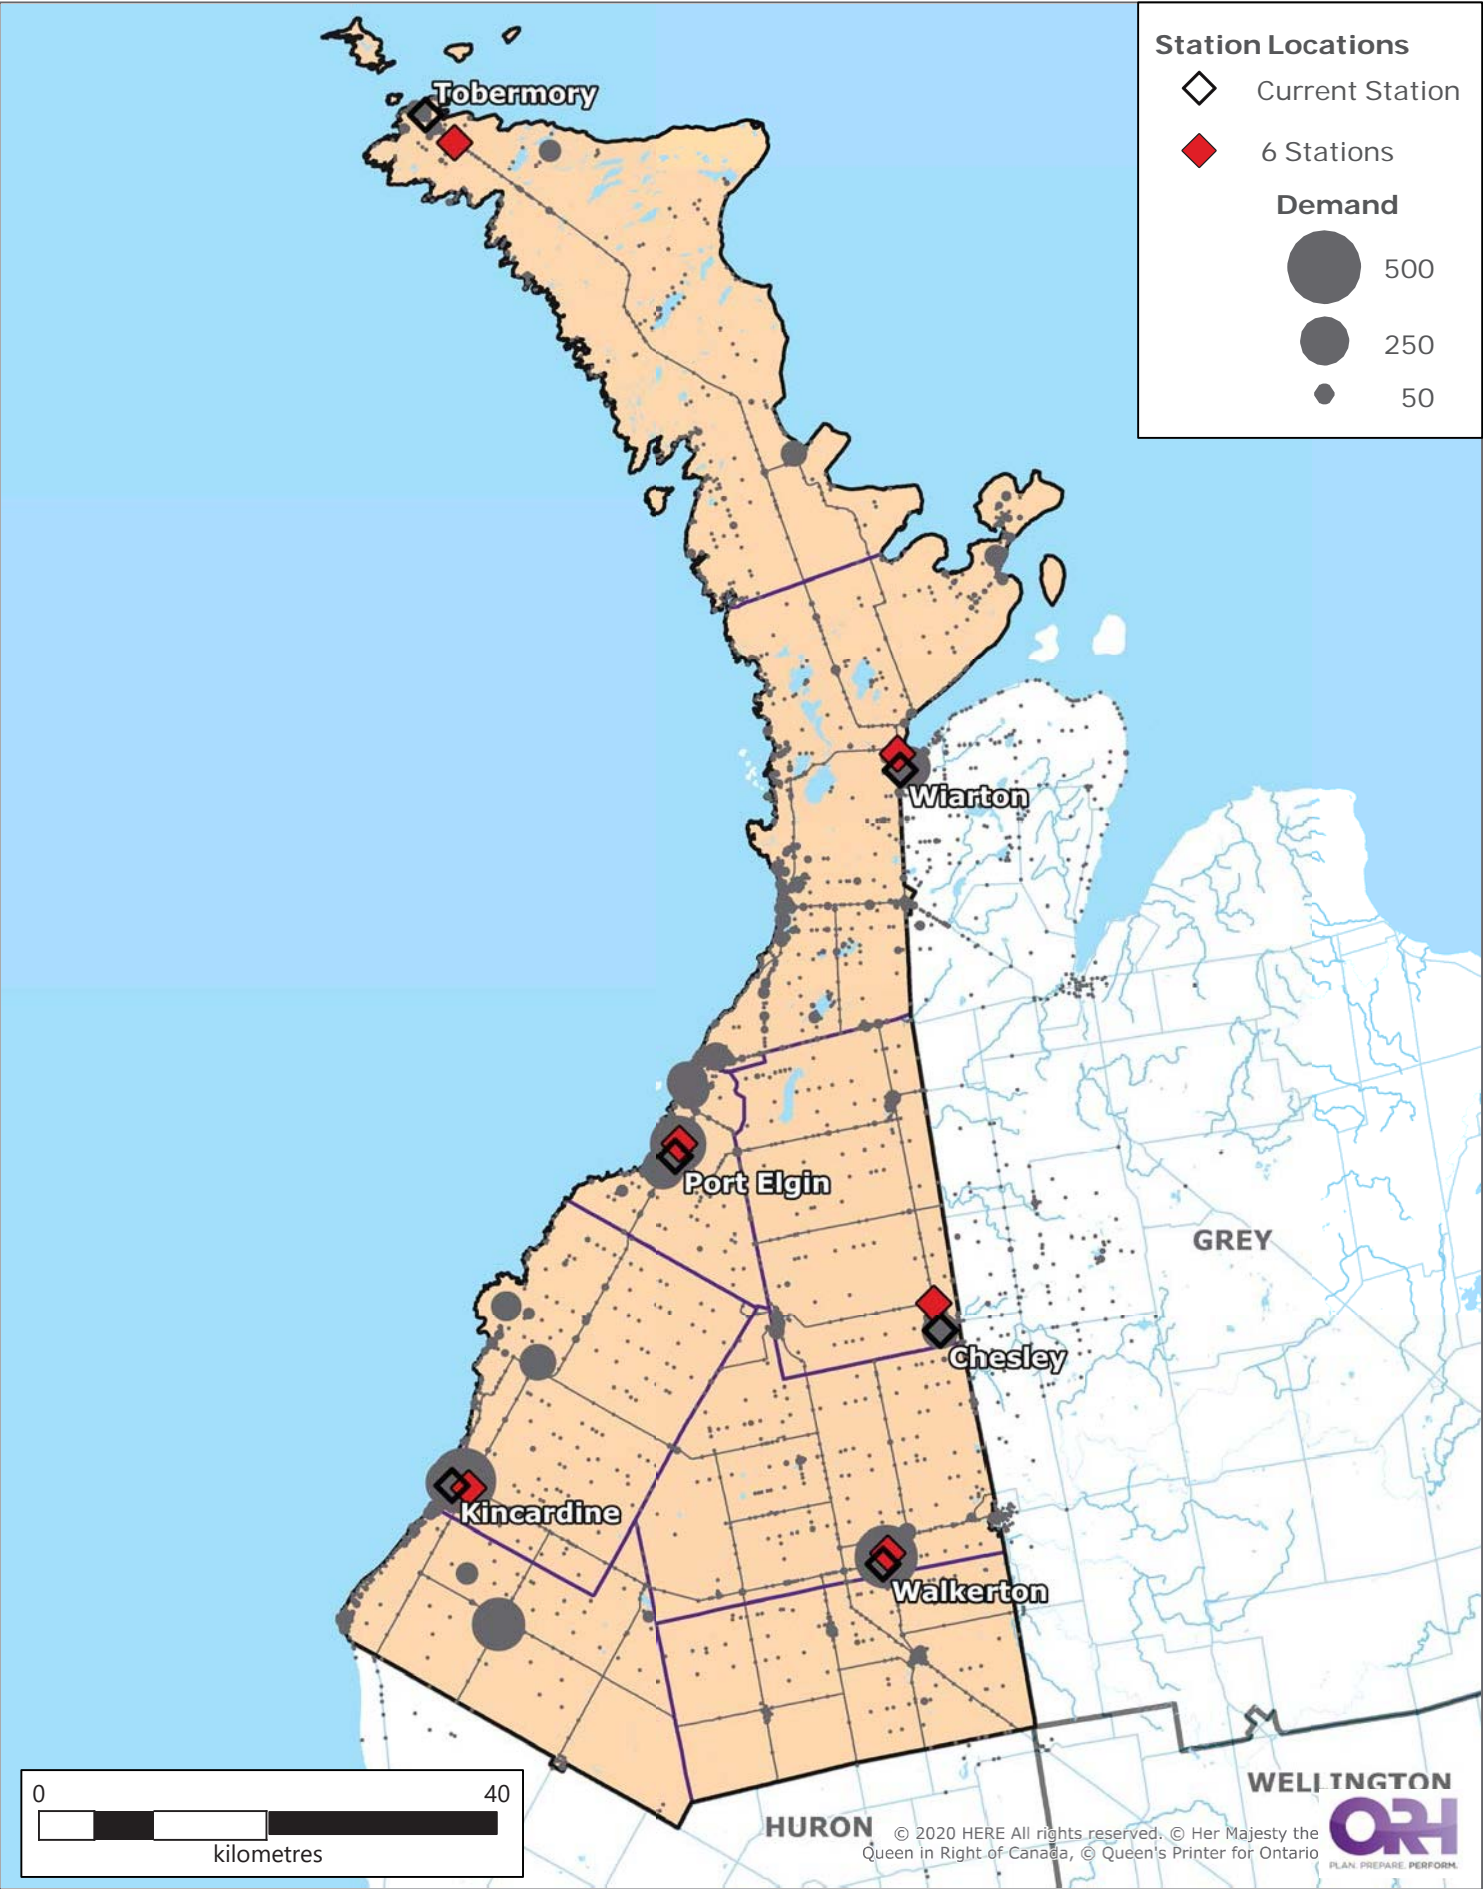 Station Locations
Current Station
6 Stations
Demand
500
250
50
Tobermory
Wiarton
Port Elgin
GREY
Chesley
Kincardine
Walkerton
WELLINGTON
HURON
0 40
kilometres
© 2020 HERE All rights reserved. © Her Majesty the
Queen in Right of Canada, © Queen's Printer for Ontario
ORH
PLAN. PREPARE. PERFORM.